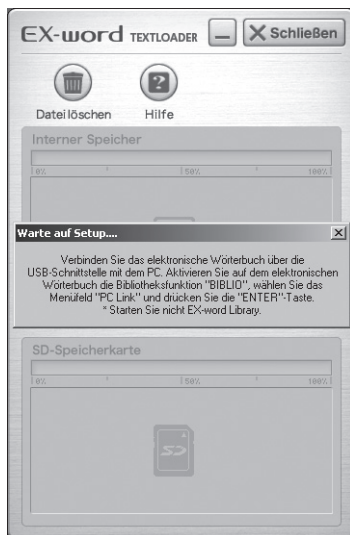 EX-word TEXTLOADER
Schließen
Datei löschen
Hilfe
Interner Speicher
0% 50% 100%
Warte auf Setup....
Verbinden Sie das elektronische Wörterbuch über die
USB-Schnittstelle mit dem PC. Aktivieren Sie auf dem elektronischen
Wörterbuch die Bibliotheksfunktion "BIBLIO", wählen Sie das
Menüfeld "PC Link" und drücken Sie die "ENTER"-Taste.
* Starten Sie nicht EX-word Library.
SD-Speicherkarte
0% 50% 100%
SD